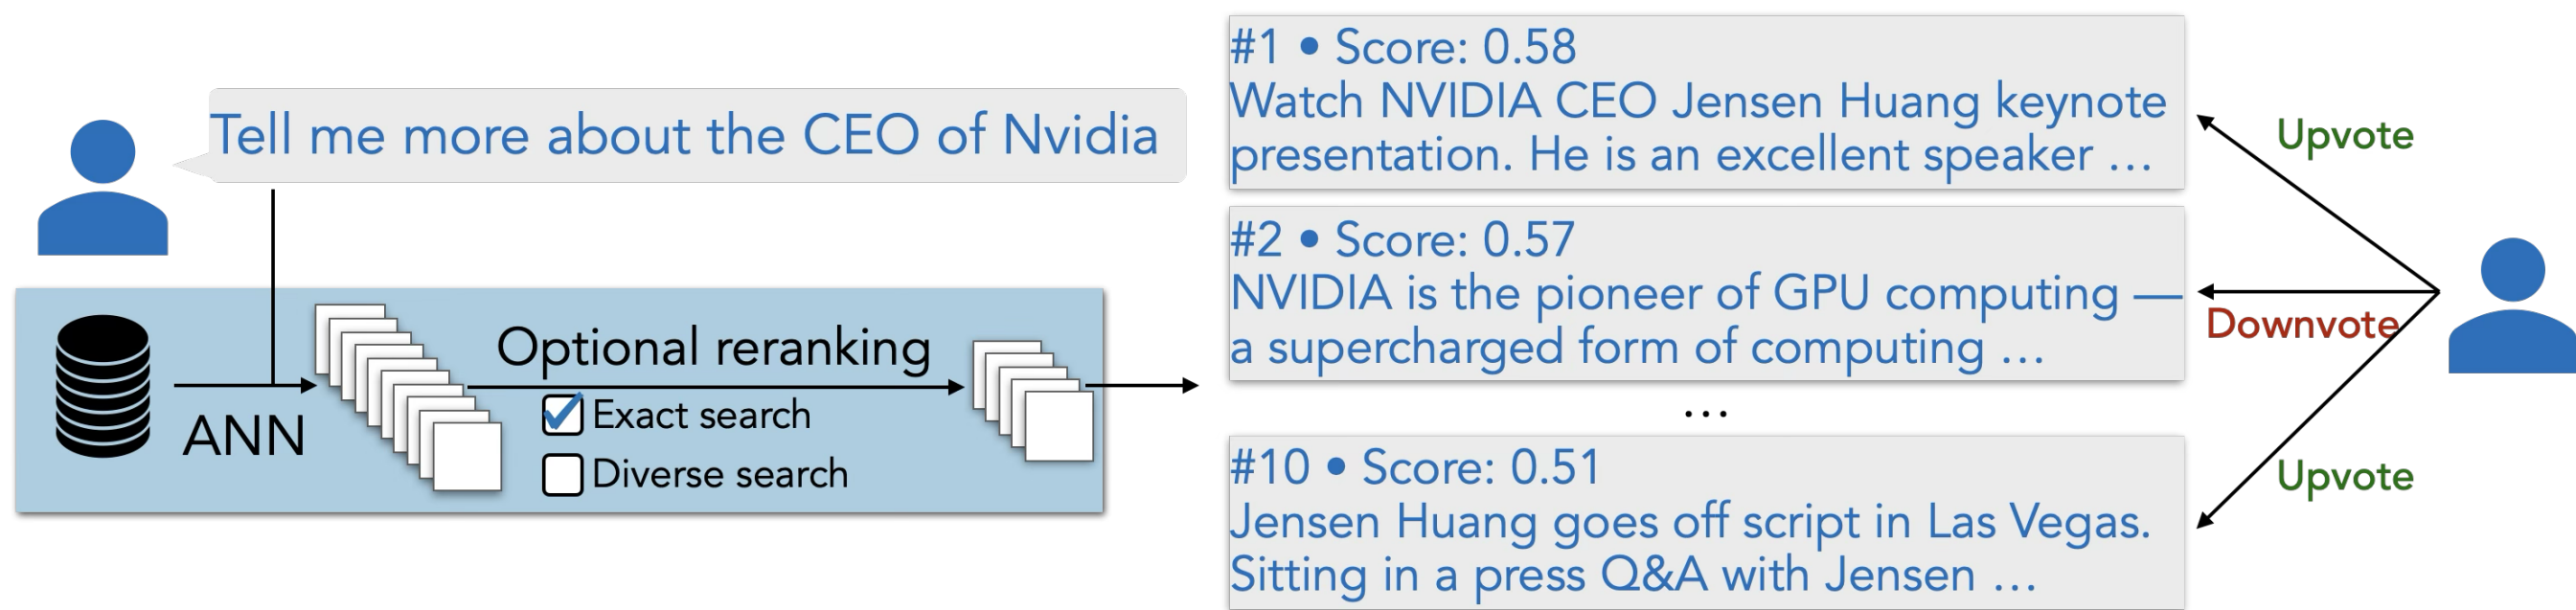 Tell me more about the CEO of Nvidia
ANN
Optional reranking
Exact search
Diverse search
#1 • Score: 0.58
Watch NVIDIA CEO Jensen Huang keynote
presentation. He is an excellent speaker …
#2 • Score: 0.57
NVIDIA is the pioneer of GPU computing —
a supercharged form of computing …
…
#10 • Score: 0.51
Jensen Huang goes off script in Las Vegas.
Sitting in a press Q&A with Jensen …
Upvote
Downvote
Upvote